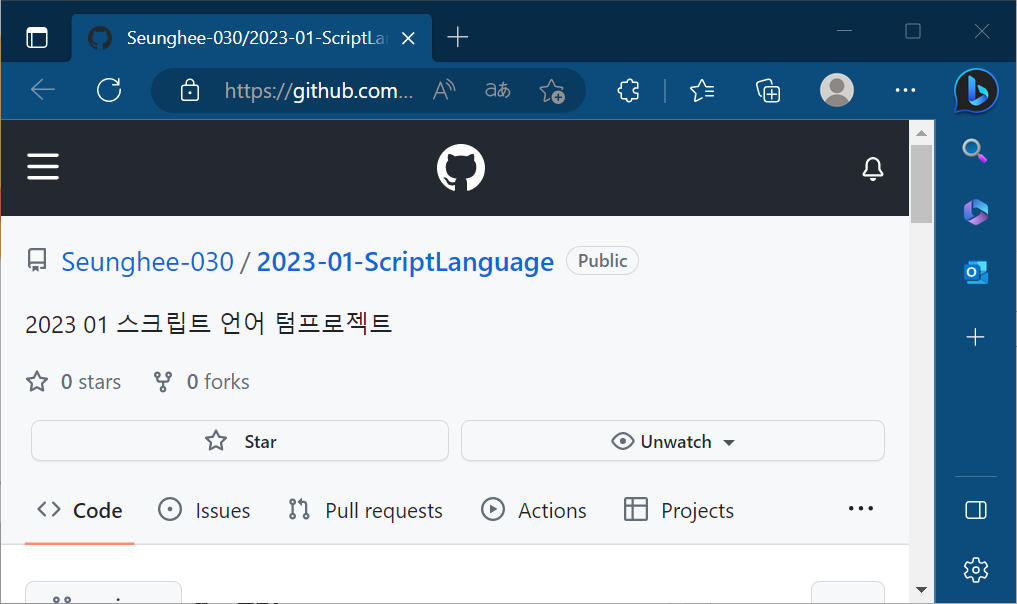 Seunghee-030/2023-01-ScriptLa
https://github.com...
Seunghee-030 / 2023-01-ScriptLanguage Public
2023 01 스크립트 언어 텀프로젝트
0 stars 0 forks
Star Unwatch
Code Issues Pull requests Actions Projects